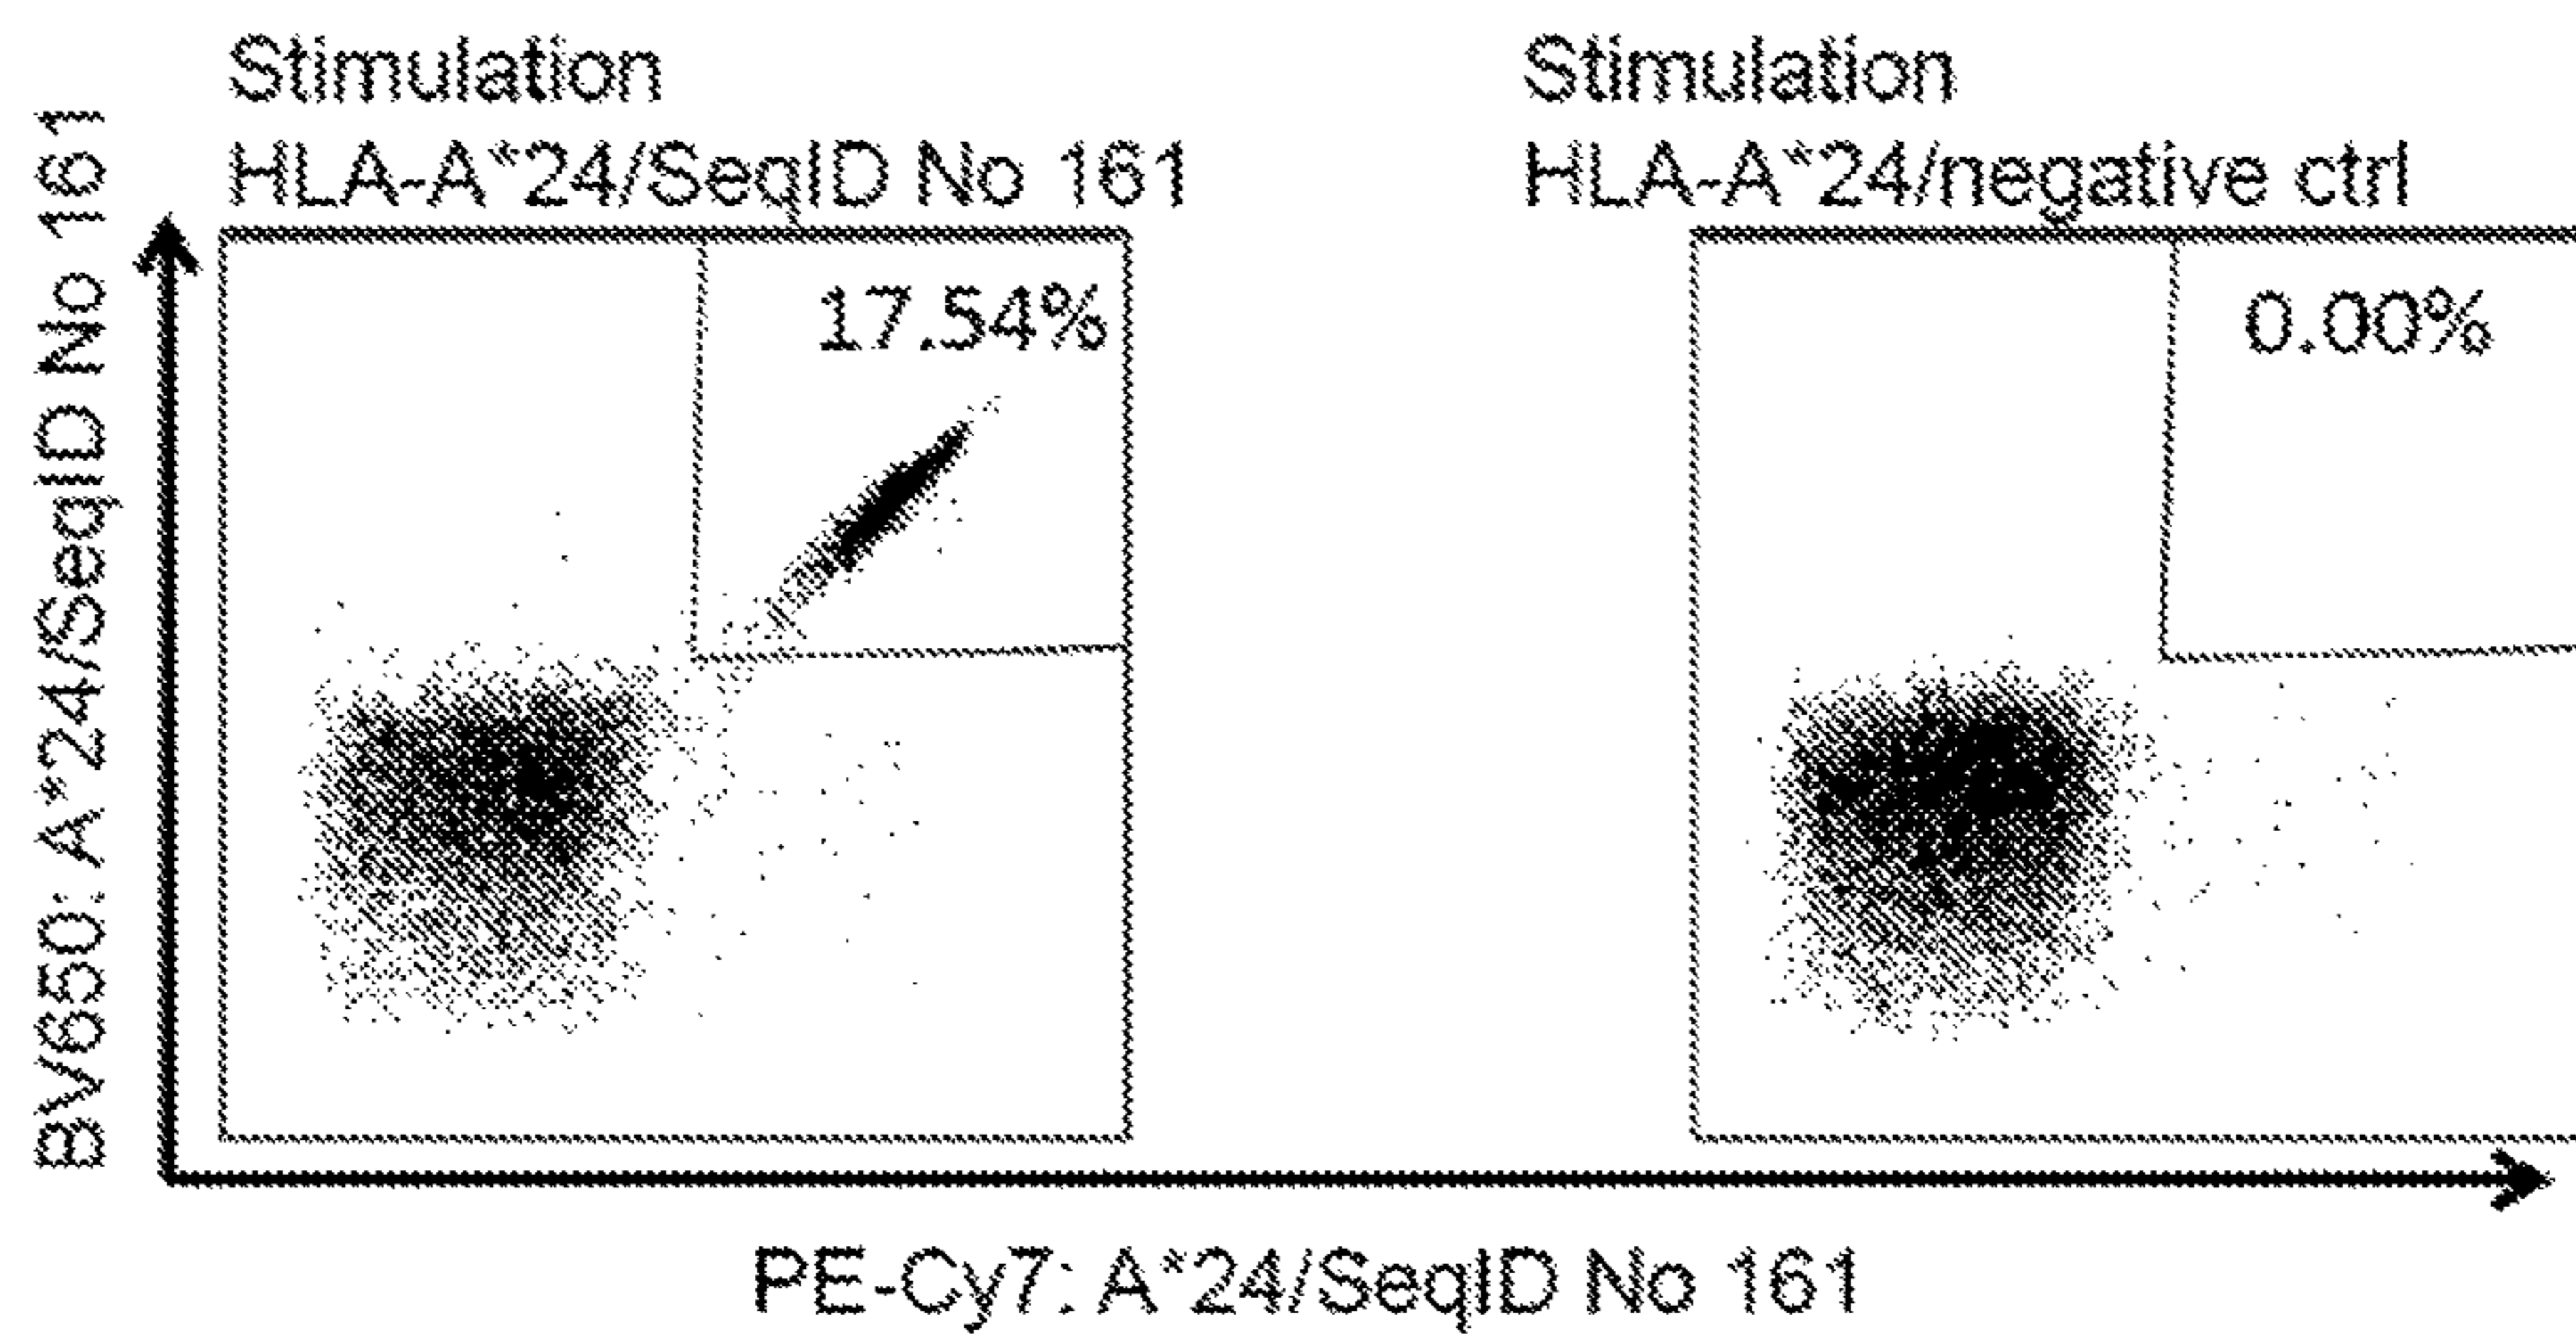 Stimulation
HLA-A*24/SeqID No 161
Stimulation
HLA-A*24/negative ctrl
BV650: A*24/SeqID No 161
17.54%
0.00%
PE-Cy7: A*24/SeqID No 161